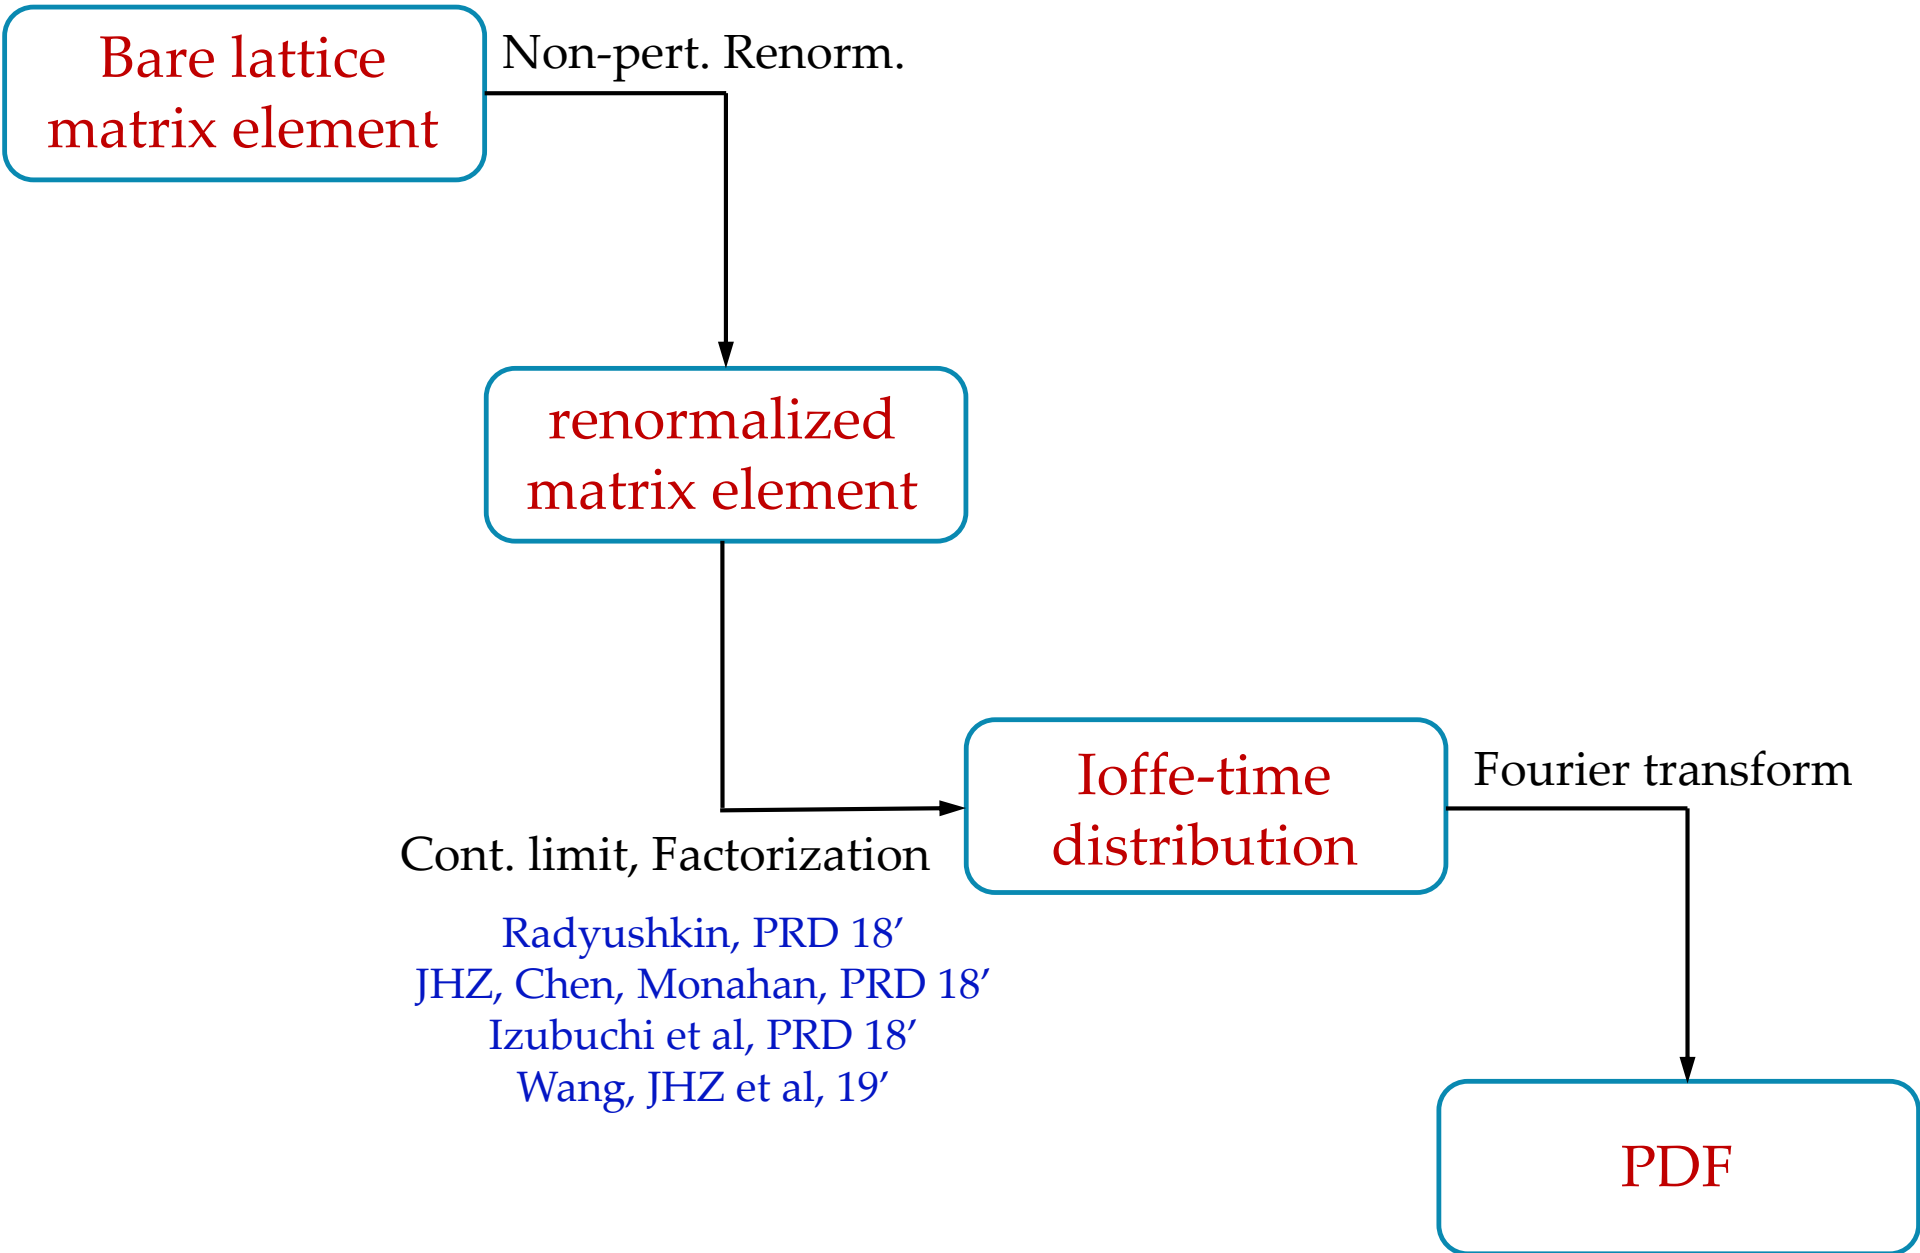 Bare lattice
matrix element
Non-pert. Renorm.
renormalized
matrix element
Cont. limit, Factorization
Radyushkin, PRD 18’
JHZ, Chen, Monahan, PRD 18’
Izubuchi et al, PRD 18’
Wang, JHZ et al, 19’
Ioffe-time
distribution
Fourier transform
PDF